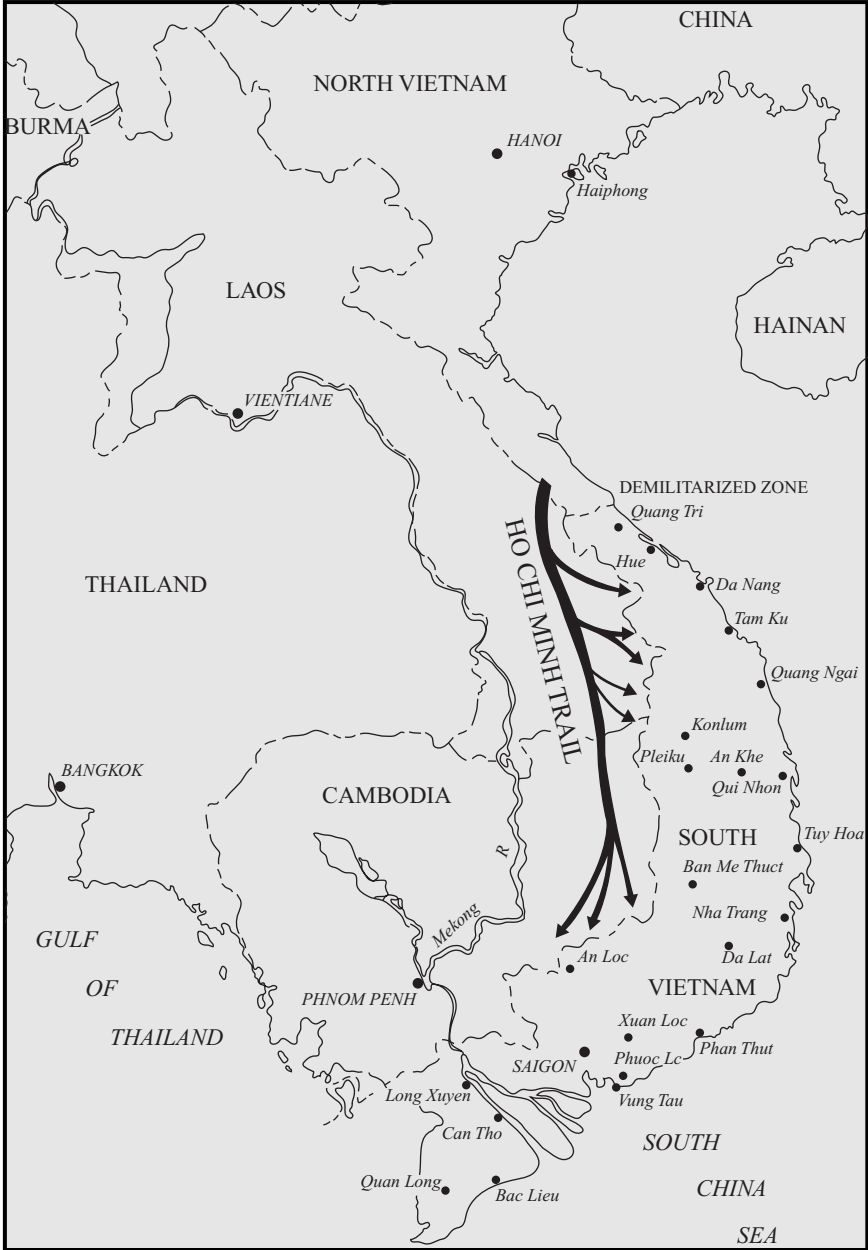 CHINA
NORTH VIETNAM
BURMA
HANOI
Haiphong
LAOS
HAINAN
VIENTIANE
DEMILITARIZED ZONE
Quang Tri
HO CHI MINH TRAIL
Hue
THAILAND
Da Nang
Tam Ku
Quang Ngai
Konlum
Pleiku
An Khe
BANGKOK
Qui Nhon
CAMBODIA
SOUTH
Tuy Hoa
R
Ban Me Thuct
Mekong
Nha Trang
GULF
An Loc
Da Lat
OF
VIETNAM
PHNOM PENH
THAILAND
Xuan Loc
Phan Thut
SAIGON
Phuoc Lc
Long Xuyen
Vung Tau
Can Tho
SOUTH
Quan Long
Bac Lieu
CHINA
SEA